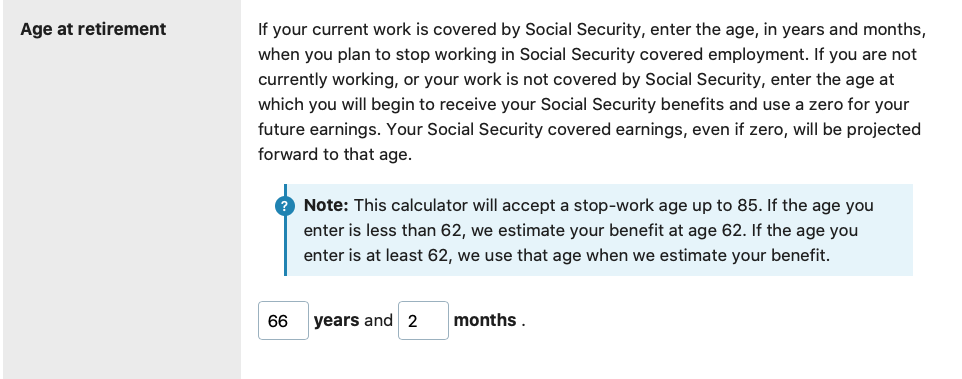 Age at retirement
If your current work is covered by Social Security, enter the age, in years and months,
when you plan to stop working in Social Security covered employment. If you are not
currently working, or your work is not covered by Social Security, enter the age at
which you will begin to receive your Social Security benefits and use a zero for your
future earnings. Your Social Security covered earnings, even if zero, will be projected
forward to that age.
? Note: This calculator will accept a stop-work age up to 85. If the age you
enter is less than 62, we estimate your benefit at age 62. If the age you
enter is at least 62, we use that age when we estimate your benefit.
66 years and 2 months .